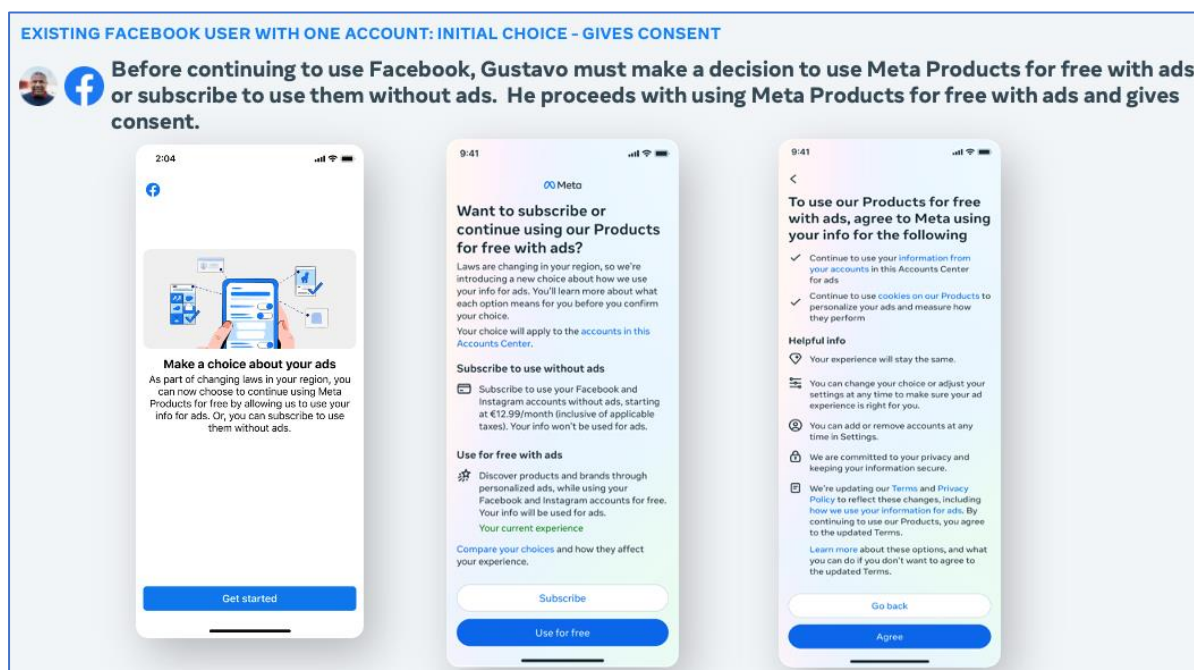 EXISTING FACEBOOK USER WITH ONE ACCOUNT: INITIAL CHOICE - GIVES CONSENT
Before continuing to use Facebook, Gustavo must make a decision to use Meta Products for free with ads
or subscribe to use them without ads. He proceeds with using Meta Products for free with ads and gives
consent.
2:04
Make a choice about your ads
As part of changing laws in your region, you
can now choose to continue using Meta
Products for free by allowing us to use your
info for ads. Or, you can subscribe to use
them without ads.
Get started
9:41
Meta
Want to subscribe or
continue using our Products
for free with ads?
Laws are changing in your region, so we're
introducing a new choice about how we use
your info for ads. You'll learn more about what
each option means for you before you confirm
your choice.
Your choice will apply to the accounts in this
Accounts Center.
Subscribe to use without ads
Subscribe to use your Facebook and
Instagram accounts without ads, starting
at €12.99/month (inclusive of applicable
taxes). Your info won't be used for ads.
Use for free with ads
Discover products and brands through
personalized ads, while using your
Facebook and Instagram accounts for free.
Your info will be used for ads.
Your current experience
Compare your choices and how they affect
your experience.
Subscribe
Use for free
9:41
To use our Products for free
with ads, agree to Meta using
your info for the following
Continue to use your information from
your accounts in this Accounts Center
for ads
Continue to use cookies on our Products to
personalize your ads and measure how
they perform
Helpful info
Your experience will stay the same.
You can change your choice or adjust your
settings at any time to make sure your ad
experience is right for you.
You can add or remove accounts at any
time in Settings.
We are committed to your privacy and
keeping your information secure.
We're updating our Terms and Privacy
Policy to reflect these changes, including
how we use your information for ads. By
continuing to use our Products, you agree
to the updated Terms.
Learn more about these options, and what
you can do if you don't want to agree to
the updated Terms.
Go back
Agree